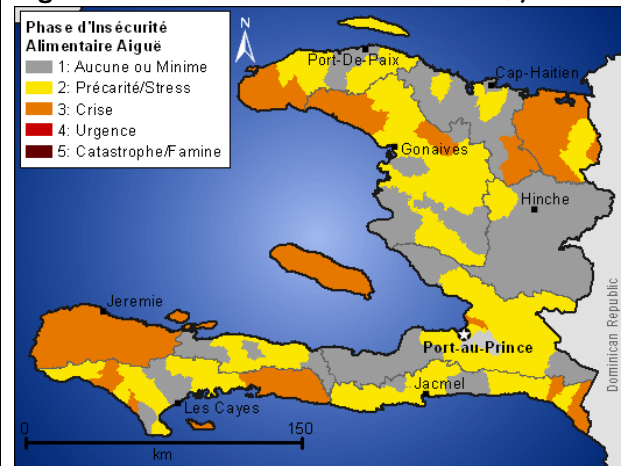 Phase d'Insécurité
Alimentaire Aiguë
1: Aucune ou Minime
2: Précarité/Stress
3: Crise
4: Urgence
5: Catastrophe/Famine
N
Port-De-Paix
Cap-Haitien
Gonaives
Hinche
Jeremie
Port-au-Prince
Dominican Republic
Les Cayes
Jacmel
0
150
km